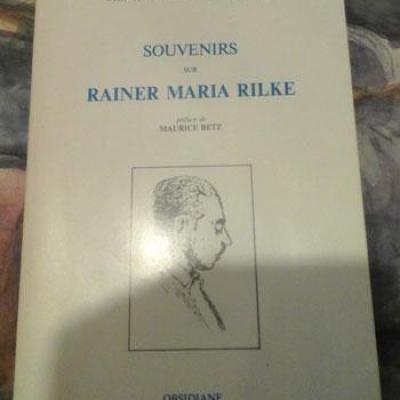 SOUVENIRS
SUR
RAINER MARIA RILKE
préface de
MAURICE BETZ
OBSIDIANE